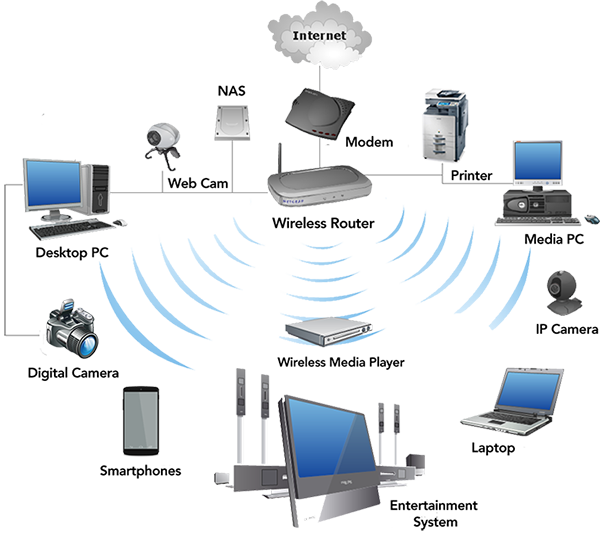 Internet
NAS
Modem
Web Cam
Printer
NETGEAR
Wireless Router
Desktop PC
Media PC
IP Camera
Wireless Media Player
Digital Camera
Laptop
Smartphones
Entertainment
System